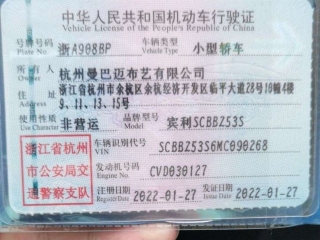 中华人民共和国机动车行驶证
Vehicle License of the People's Republic of China
号牌号码 浙A908BP 车辆类型 小型轿车
Plate No. Vehicle Type
所有人 杭州曼巴迈布艺有限公司
Owner
住址 浙江省杭州市余杭区余杭经济开发区临平大道28号19幢4楼
Address 9、11、13、15号
使用性质 非营运 品牌型号 宾利SCBBZ53S
Use Character Model
浙江省杭州 车辆识别代号 SCBBZ53S6MC090268
VIN
市公安局交 发动机号码 CVD030127
Engine No.
通警察支队 注册日期 2022-01-27 发证日期 2022-01-27
Register Date Issue Date